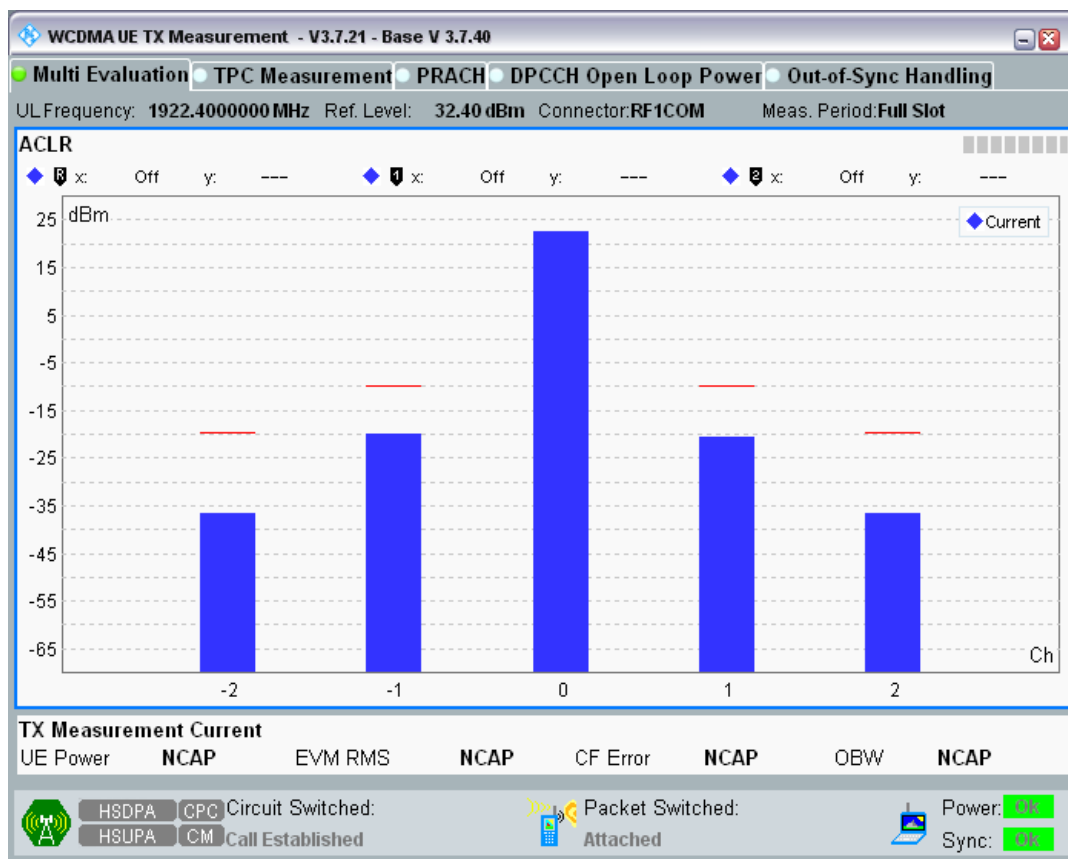 WCDMA UE TX Measurement - V3.7.21 - Base V 3.7.40
Multi Evaluation TPC Measurement PRACH DPCCH Open Loop Power Out-of-Sync Handling
UL Frequency: 1922.4000000 MHz Ref. Level: 32.40 dBm Connector:RF1COM Meas. Period:Full Slot
ACLR
R x: Off y: --- 1 x: Off y: --- 2 x: Off y: ---
dBm
Current
25
15
5
-5
-15
-25
-35
-45
-55
-65
Ch
-2 -1 0 1 2
TX Measurement Current
UE Power NCAP EVM RMS NCAP CF Error NCAP OBW NCAP
HSDPA CPC Circuit Switched: Packet Switched: Power: Ok
HSUPA CM Call Established Attached Sync: Ok